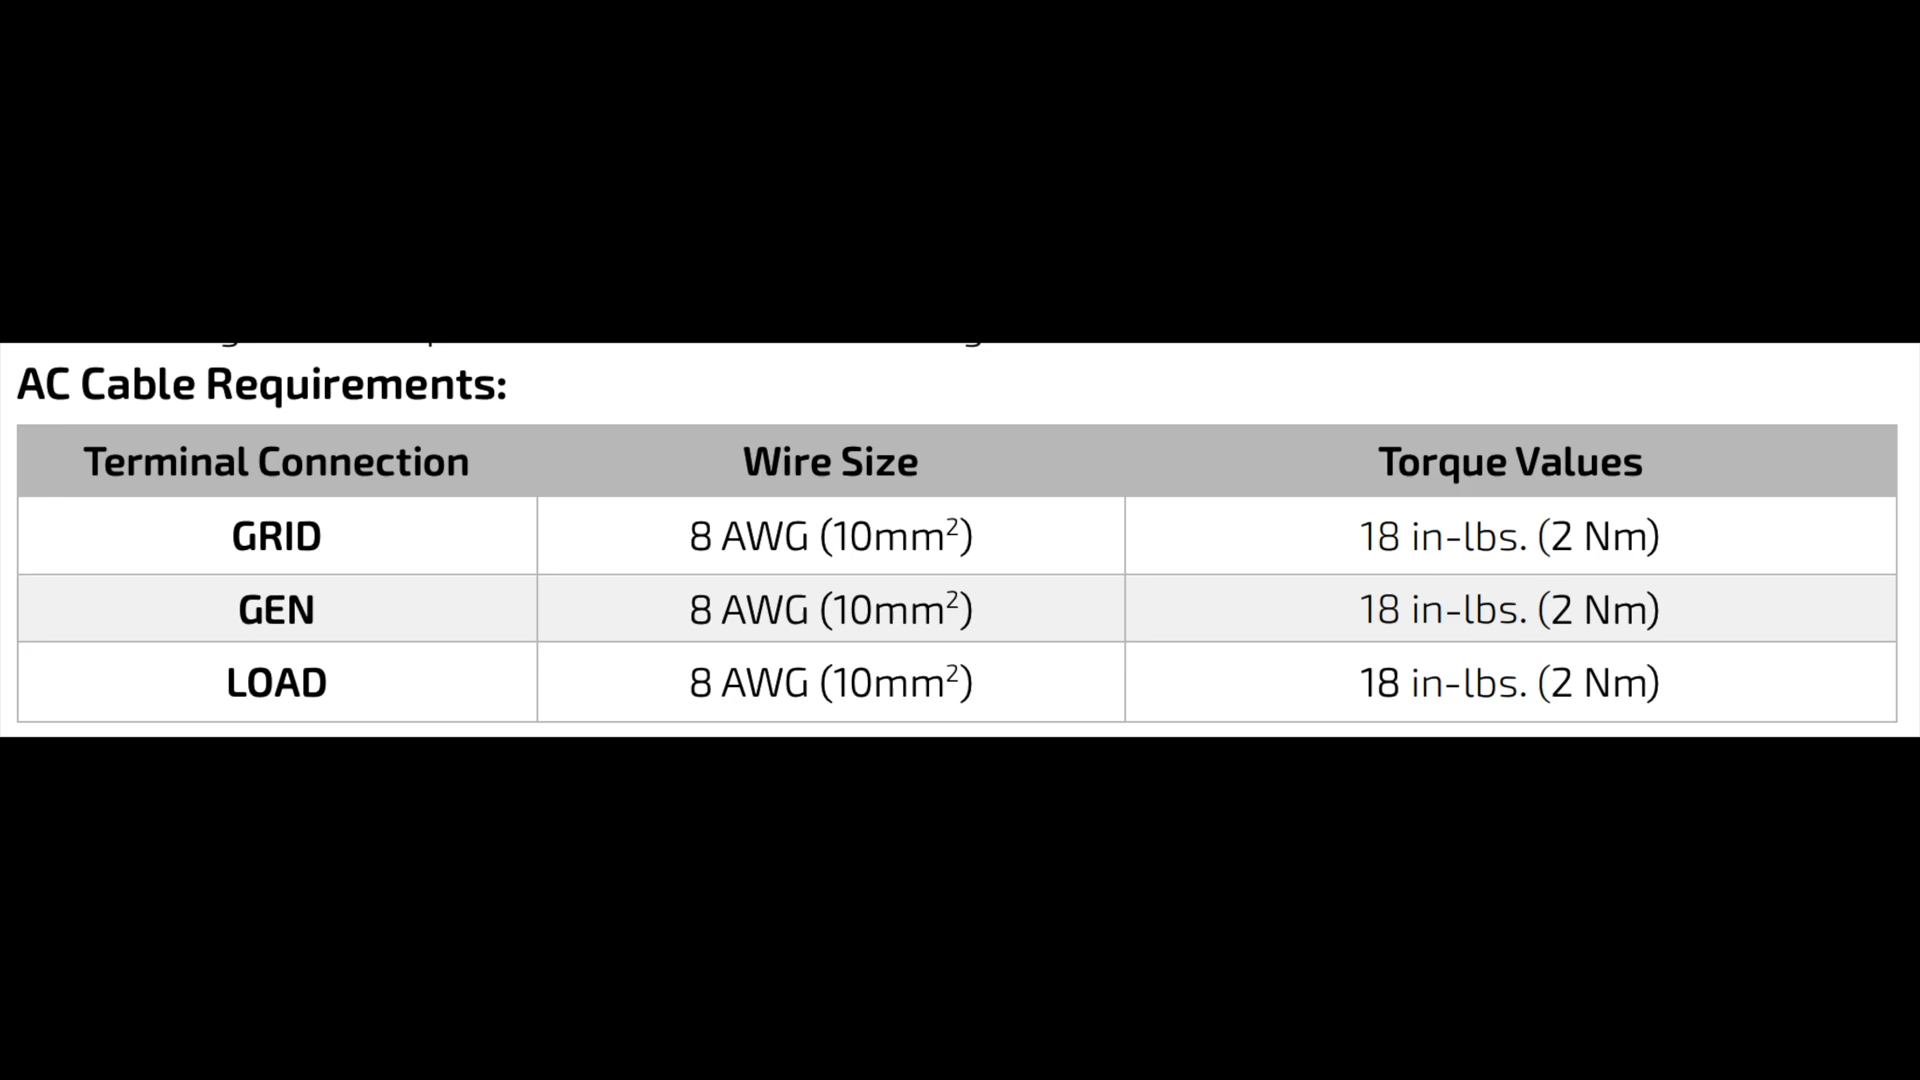 AC Cable Requirements:
Terminal Connection Wire Size Torque Values
GRID 8 AWG (10mm²) 18 in-lbs. (2 Nm)
GEN 8 AWG (10mm²) 18 in-lbs. (2 Nm)
LOAD 8 AWG (10mm²) 18 in-lbs. (2 Nm)